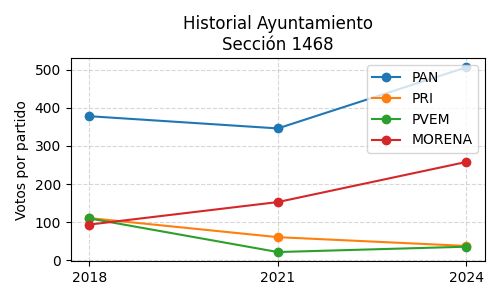 Historial Ayuntamiento
Sección 1468
Votos por partido
500
400
300
200
100
0
2018
2021
2024
PAN
PRI
PVEM
MORENA